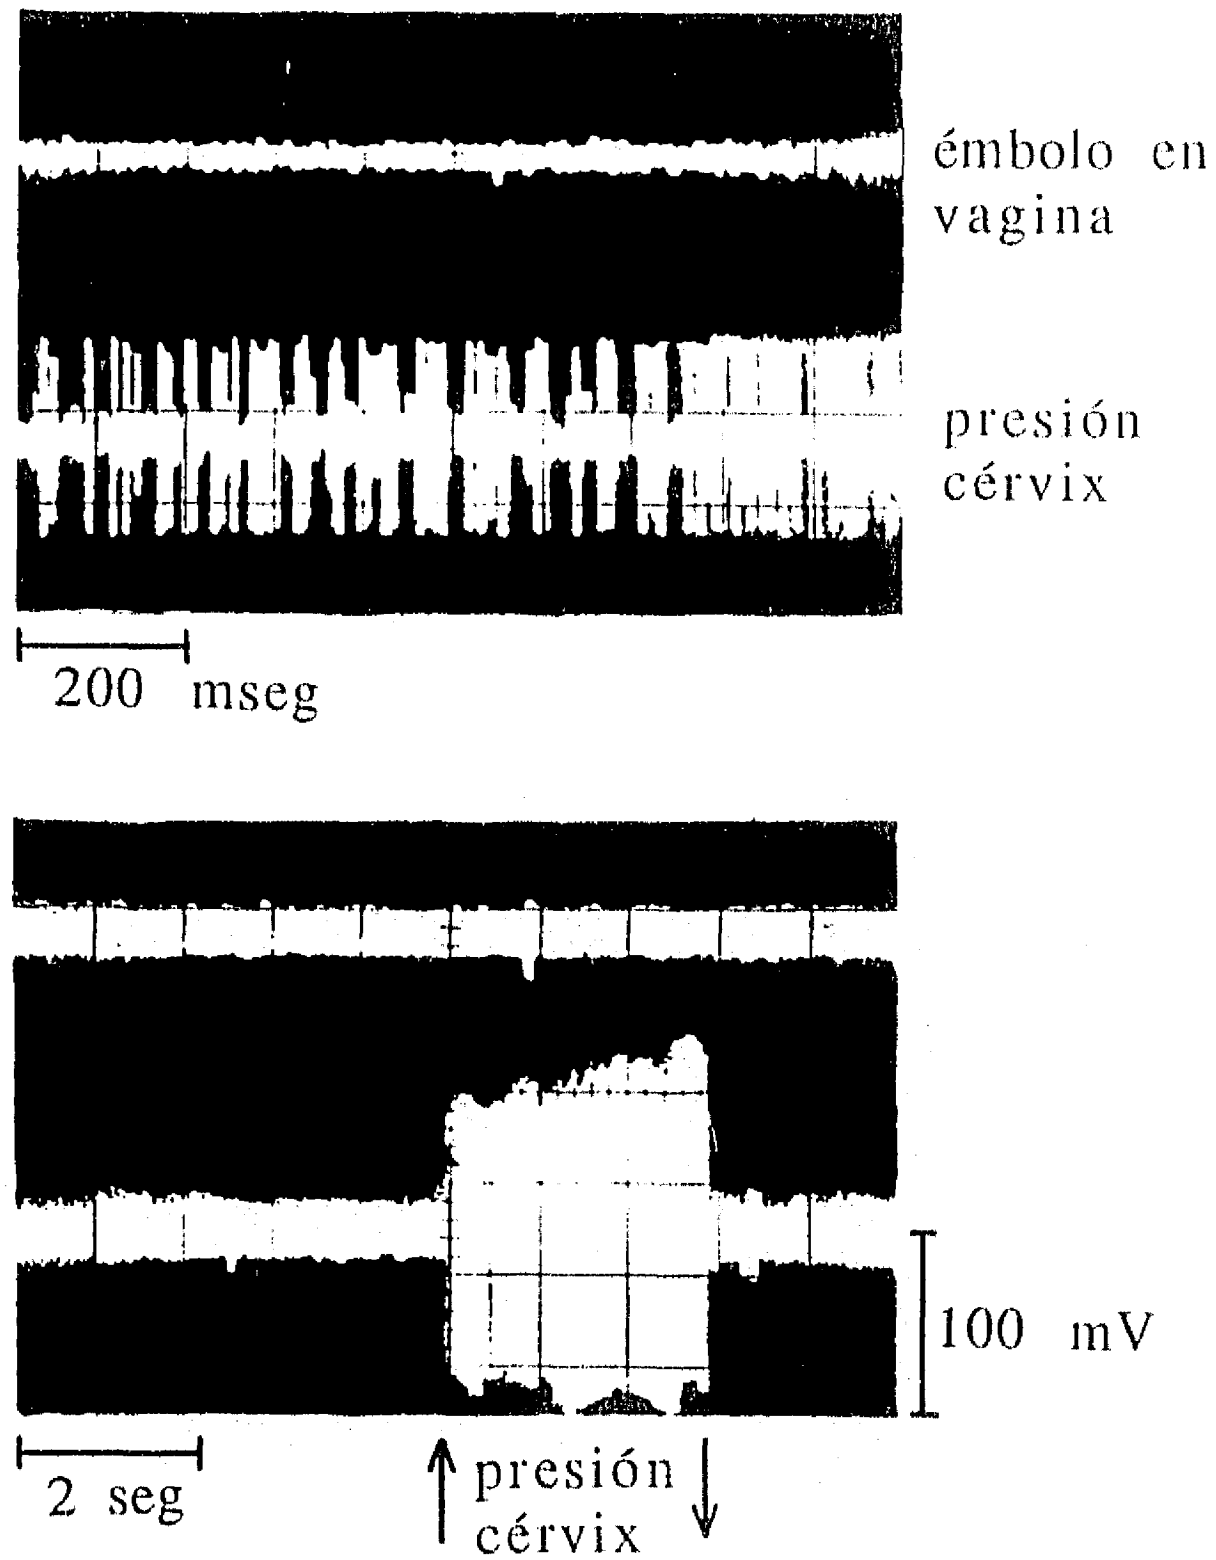 émbolo en
vagina
presión
cérvix
200 mseg
100 mV
2 seg
presión
cérvix